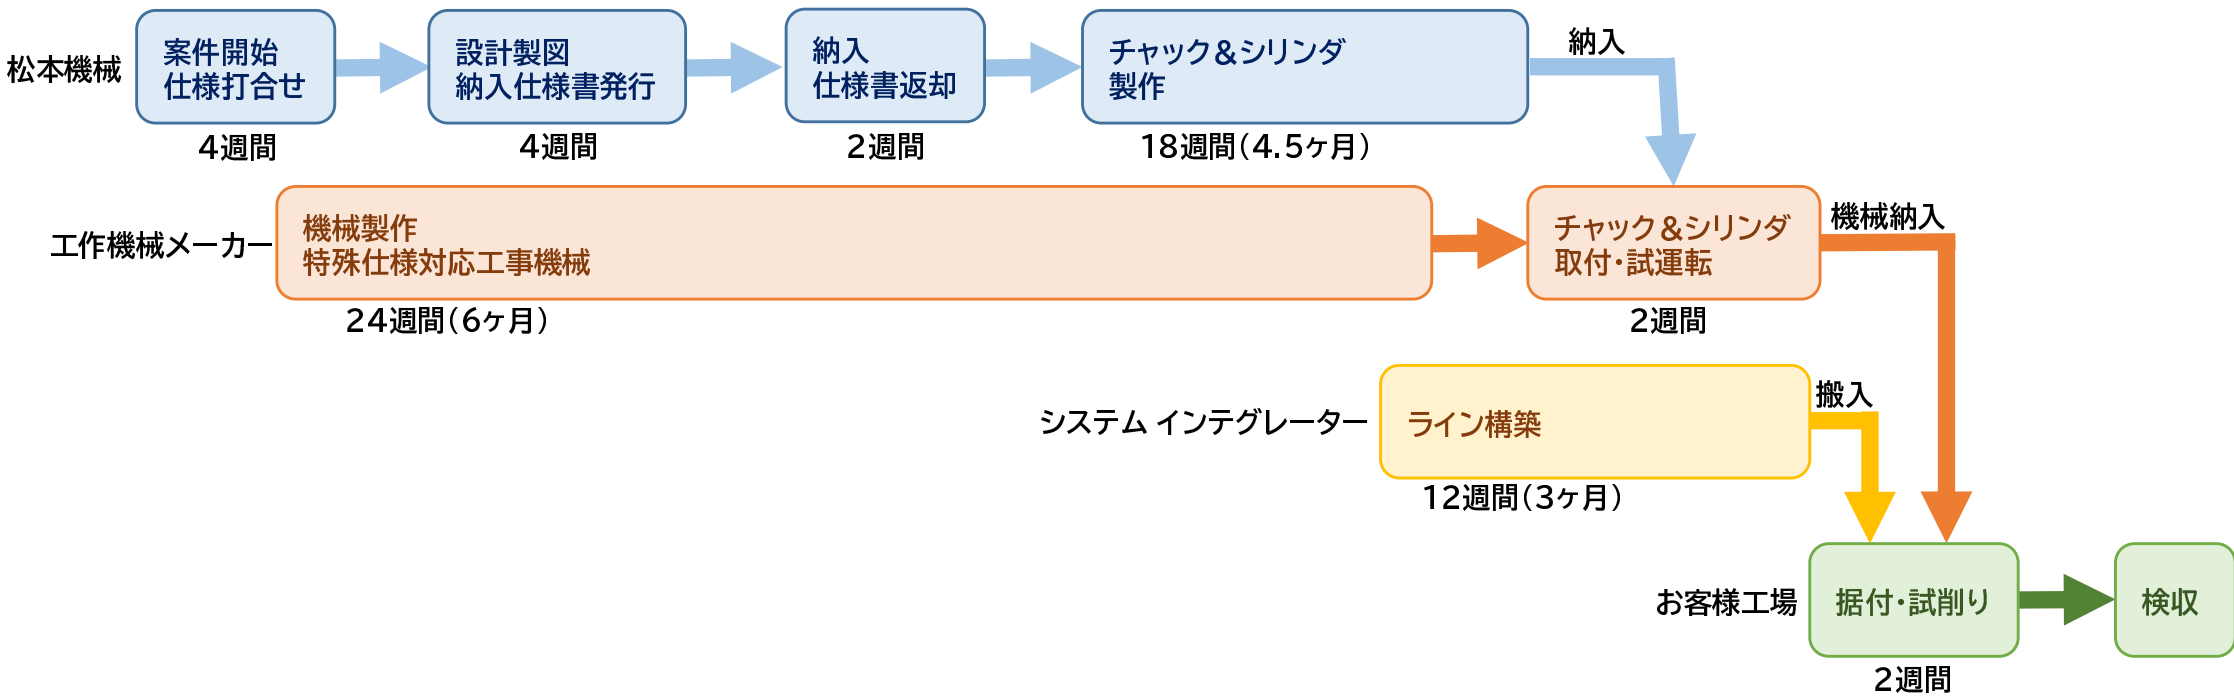 松本機械
案件開始
仕様打合せ
4週間
設計製図
納入仕様書発行
4週間
納入
仕様書返却
2週間
チャック＆シリンダ
製作
18週間（4.5ヶ月）
納入
工作機械メーカー
機械製作
特殊仕様対応工事機械
24週間（6ヶ月）
チャック＆シリンダ
取付・試運転
2週間
機械納入
システム インテグレーター
ライン構築
12週間（3ヶ月）
搬入
お客様工場
据付・試削り
2週間
検収